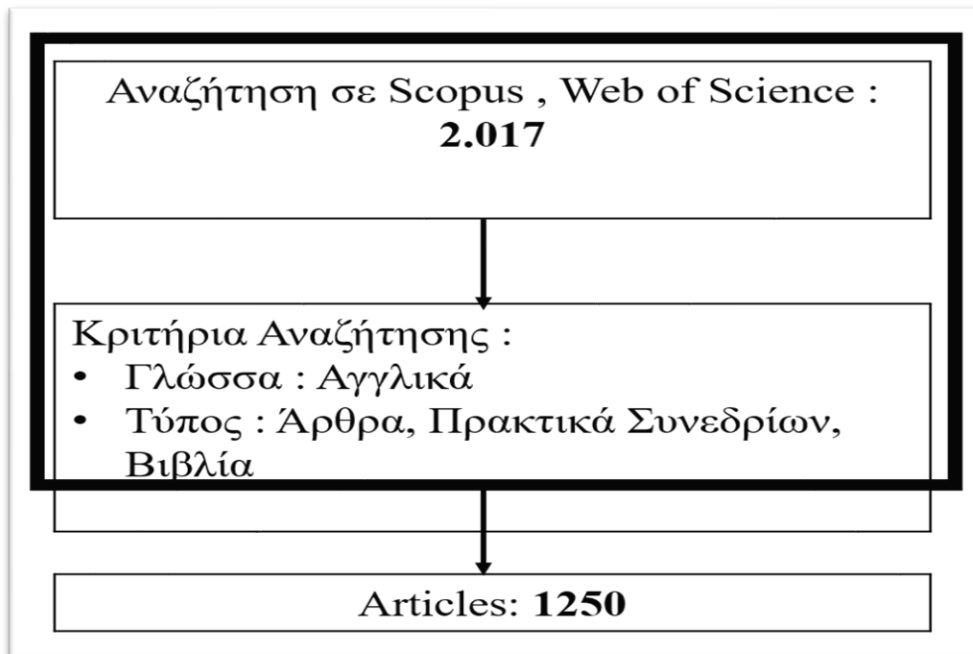 Αναζήτηση σε Scopus , Web of Science :
2.017
Κριτήρια Αναζήτησης :
• Γλώσσα : Αγγλικά
• Τύπος : Άρθρα, Πρακτικά Συνεδρίων,
Βιβλία
Articles: 1250